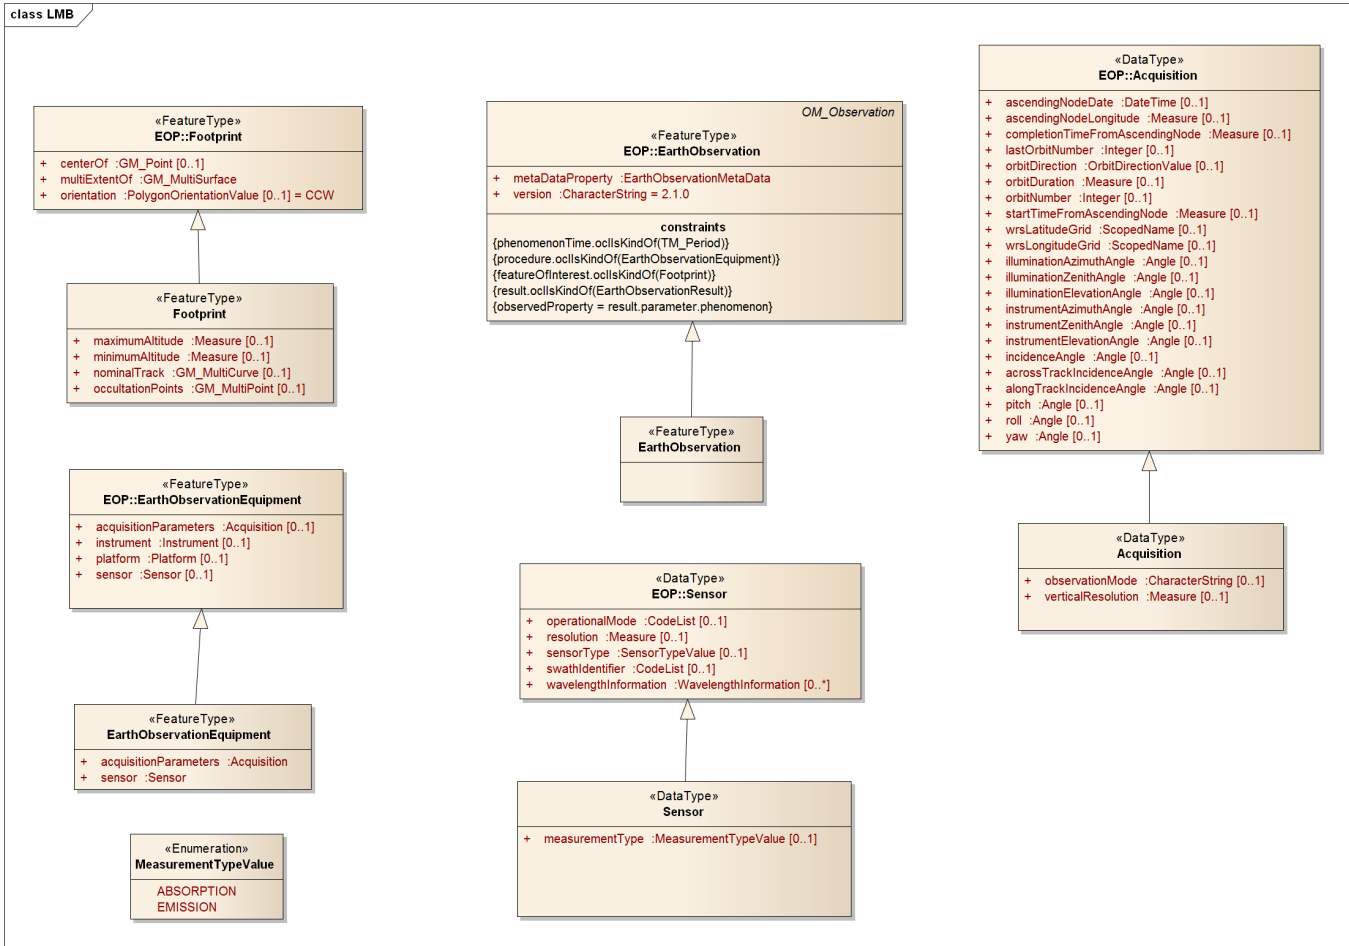 class LMB
«FeatureType»
EOP::Footprint
+ centerOf :GM_Point [0..1]
+ multiExtentOf :GM_MultiSurface
+ orientation :PolygonOrientationValue [0..1] = CCW
«FeatureType»
Footprint
+ maximumAltitude :Measure [0..1]
+ minimumAltitude :Measure [0..1]
+ nominalTrack :GM_MultiCurve [0..1]
+ occultationPoints :GM_MultiPoint [0..1]
«FeatureType»
EOP::EarthObservationEquipment
+ acquisitionParameters :Acquisition [0..1]
+ instrument :Instrument [0..1]
+ platform :Platform [0..1]
+ sensor :Sensor [0..1]
«FeatureType»
EarthObservationEquipment
+ acquisitionParameters :Acquisition
+ sensor :Sensor
«Enumeration»
MeasurementTypeValue
ABSORPTION
EMISSION
OM_Observation
«FeatureType»
EOP::EarthObservation
+ metaDataProperty :EarthObservationMetaData
+ version :CharacterString = 2.1.0
constraints
{phenomenonTime.oclIsKindOf(TM_Period)}
{procedure.oclIsKindOf(EarthObservationEquipment)}
{featureOfInterest.oclIsKindOf(Footprint)}
{result.oclIsKindOf(EarthObservationResult)}
{observedProperty = result.parameter.phenomenon}
«FeatureType»
EarthObservation
«DataType»
EOP::Sensor
+ operationalMode :CodeList [0..1]
+ resolution :Measure [0..1]
+ sensorType :SensorTypeValue [0..1]
+ swathIdentifier :CodeList [0..1]
+ wavelengthInformation :WavelengthInformation [0..*]
«DataType»
Sensor
+ measurementType :MeasurementTypeValue [0..1]
«DataType»
EOP::Acquisition
+ ascendingNodeDate :DateTime [0..1]
+ ascendingNodeLongitude :Measure [0..1]
+ completionTimeFromAscendingNode :Measure [0..1]
+ lastOrbitNumber :Integer [0..1]
+ orbitDirection :OrbitDirectionValue [0..1]
+ orbitDuration :Measure [0..1]
+ orbitNumber :Integer [0..1]
+ startTimeFromAscendingNode :Measure [0..1]
+ wrsLatitudeGrid :ScopedName [0..1]
+ wrsLongitudeGrid :ScopedName [0..1]
+ illuminationAzimuthAngle :Angle [0..1]
+ illuminationZenithAngle :Angle [0..1]
+ illuminationElevationAngle :Angle [0..1]
+ instrumentAzimuthAngle :Angle [0..1]
+ instrumentZenithAngle :Angle [0..1]
+ instrumentElevationAngle :Angle [0..1]
+ incidenceAngle :Angle [0..1]
+ acrossTrackIncidenceAngle :Angle [0..1]
+ alongTrackIncidenceAngle :Angle [0..1]
+ pitch :Angle [0..1]
+ roll :Angle [0..1]
+ yaw :Angle [0..1]
«DataType»
Acquisition
+ observationMode :CharacterString [0..1]
+ verticalResolution :Measure [0..1]